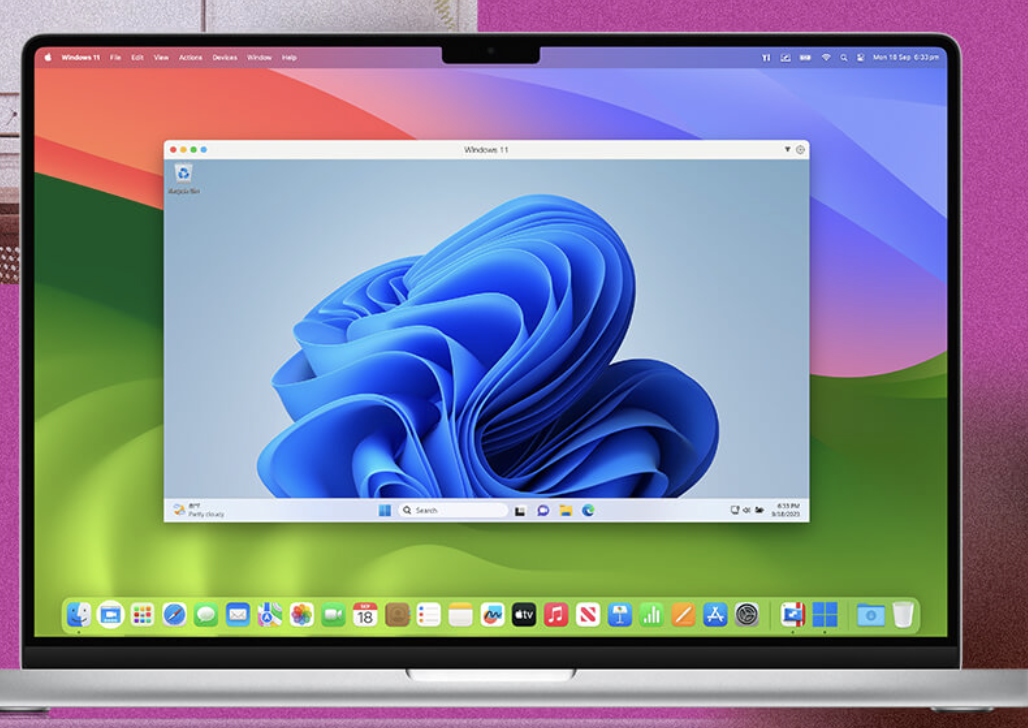 Windows 11 File Edit View Actions Devices Window Help
Mon 18 Sep 6:33 pm
Windows 11
Recycle Bin
Partly cloudy
Search
6:33 PM
9/18/2023
SEP
18
tv